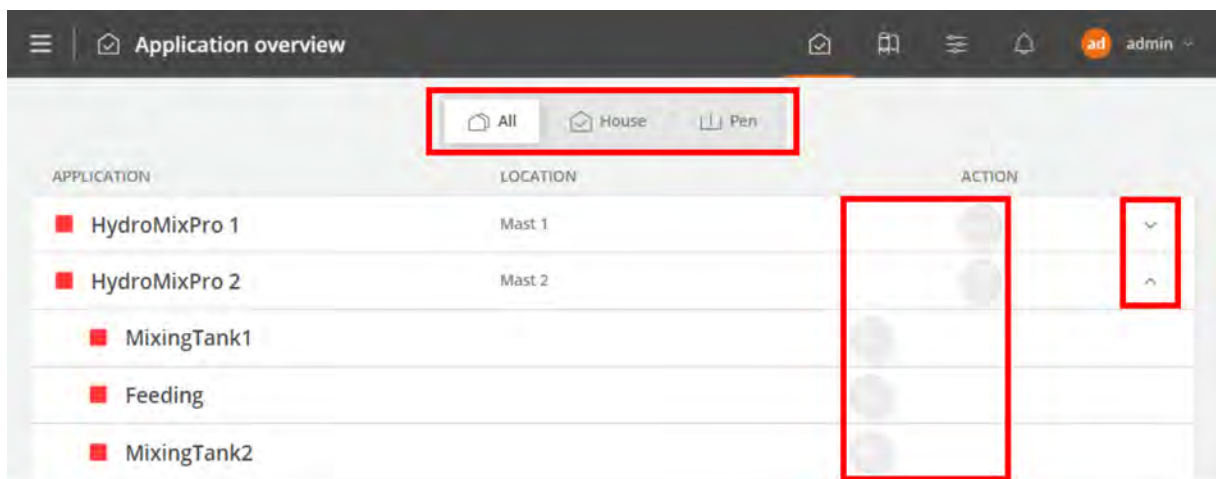 Application overview
ad admin
All House Pen
APPLICATION LOCATION ACTION
HydroMixPro 1 Mast 1
HydroMixPro 2 Mast 2
MixingTank1
Feeding
MixingTank2